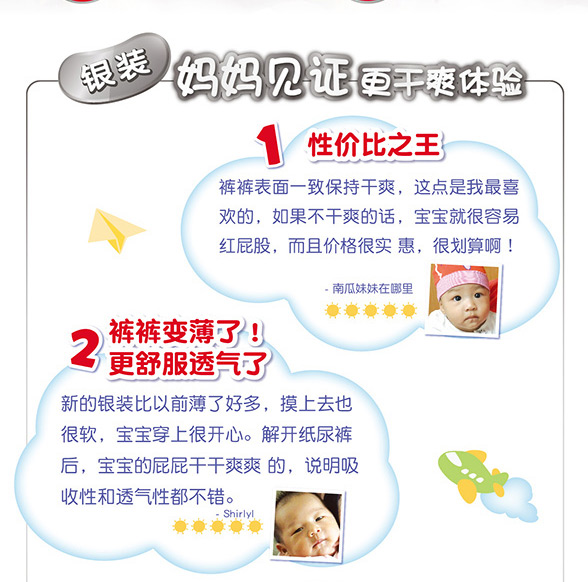 银装 妈妈见证 更干爽体验
1 性价比之王
裤裤表面一致保持干爽，这点是我最喜
欢的，如果不干爽的话，宝宝就很容易
红屁股，而且价格很实 惠，很划算啊！
- 南瓜妹妹在哪里
2 裤裤变薄了！
更舒服透气了
新的银装比以前薄了好多，摸上去也
很软，宝宝穿上很开心。解开纸尿裤
后，宝宝的屁屁干干爽爽 的，说明吸
收性和透气性都不错。
- Shirlyl